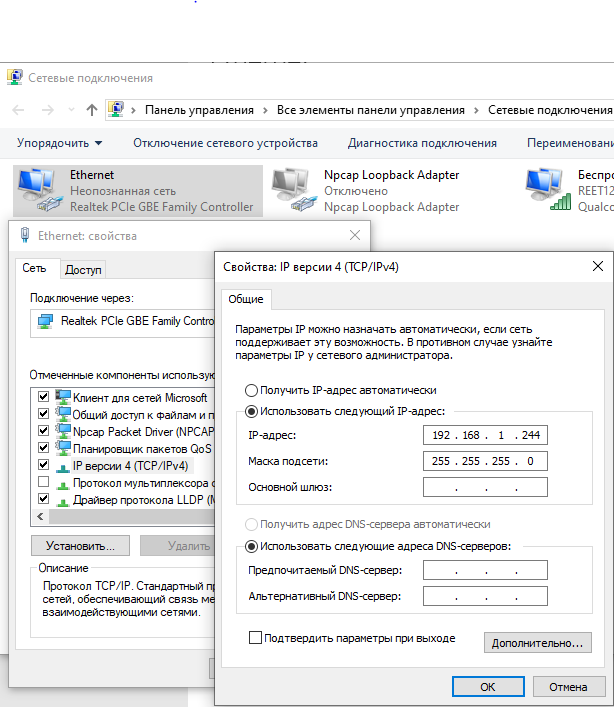 Сетевые подключения
Панель управления > Все элементы панели управления > Сетевые подключения
Упорядочить Отключение сетевого устройства Диагностика подключения Переименовани
Ethernet
Неопознанная сеть
Realtek PCIe GBE Family Controller
Npcap Loopback Adapter
Отключено
Npcap Loopback Adapter
Беспро
REET12
Qualco
Ethernet: свойства
Сеть Доступ
Подключение через:
Realtek PCIe GBE Family Contro
Отмеченные компоненты использую
Клиент для сетей Microsoft
Общий доступ к файлам и п
Npcap Packet Driver (NPCAP
Планировщик пакетов QoS
IP версии 4 (TCP/IPv4)
Протокол мультиплексора с
Драйвер протокола LLDP (М
Установить... Удалить
Описание
Протокол TCP/IP. Стандартный пр
сетей, обеспечивающий связь ме
взаимодействующими сетями.
Свойства: IP версии 4 (TCP/IPv4)
Общие
Параметры IP можно назначать автоматически, если сеть
поддерживает эту возможность. В противном случае узнайте
параметры IP у сетевого администратора.
Получить IP-адрес автоматически
Использовать следующий IP-адрес:
IP-адрес: 192 . 168 . 1 . 244
Маска подсети: 255 . 255 . 255 . 0
Основной шлюз: . . .
Получить адрес DNS-сервера автоматически
Использовать следующие адреса DNS-серверов:
Предпочитаемый DNS-сервер: . . .
Альтернативный DNS-сервер: . . .
Подтвердить параметры при выходе
Дополнительно...
ОК Отмена